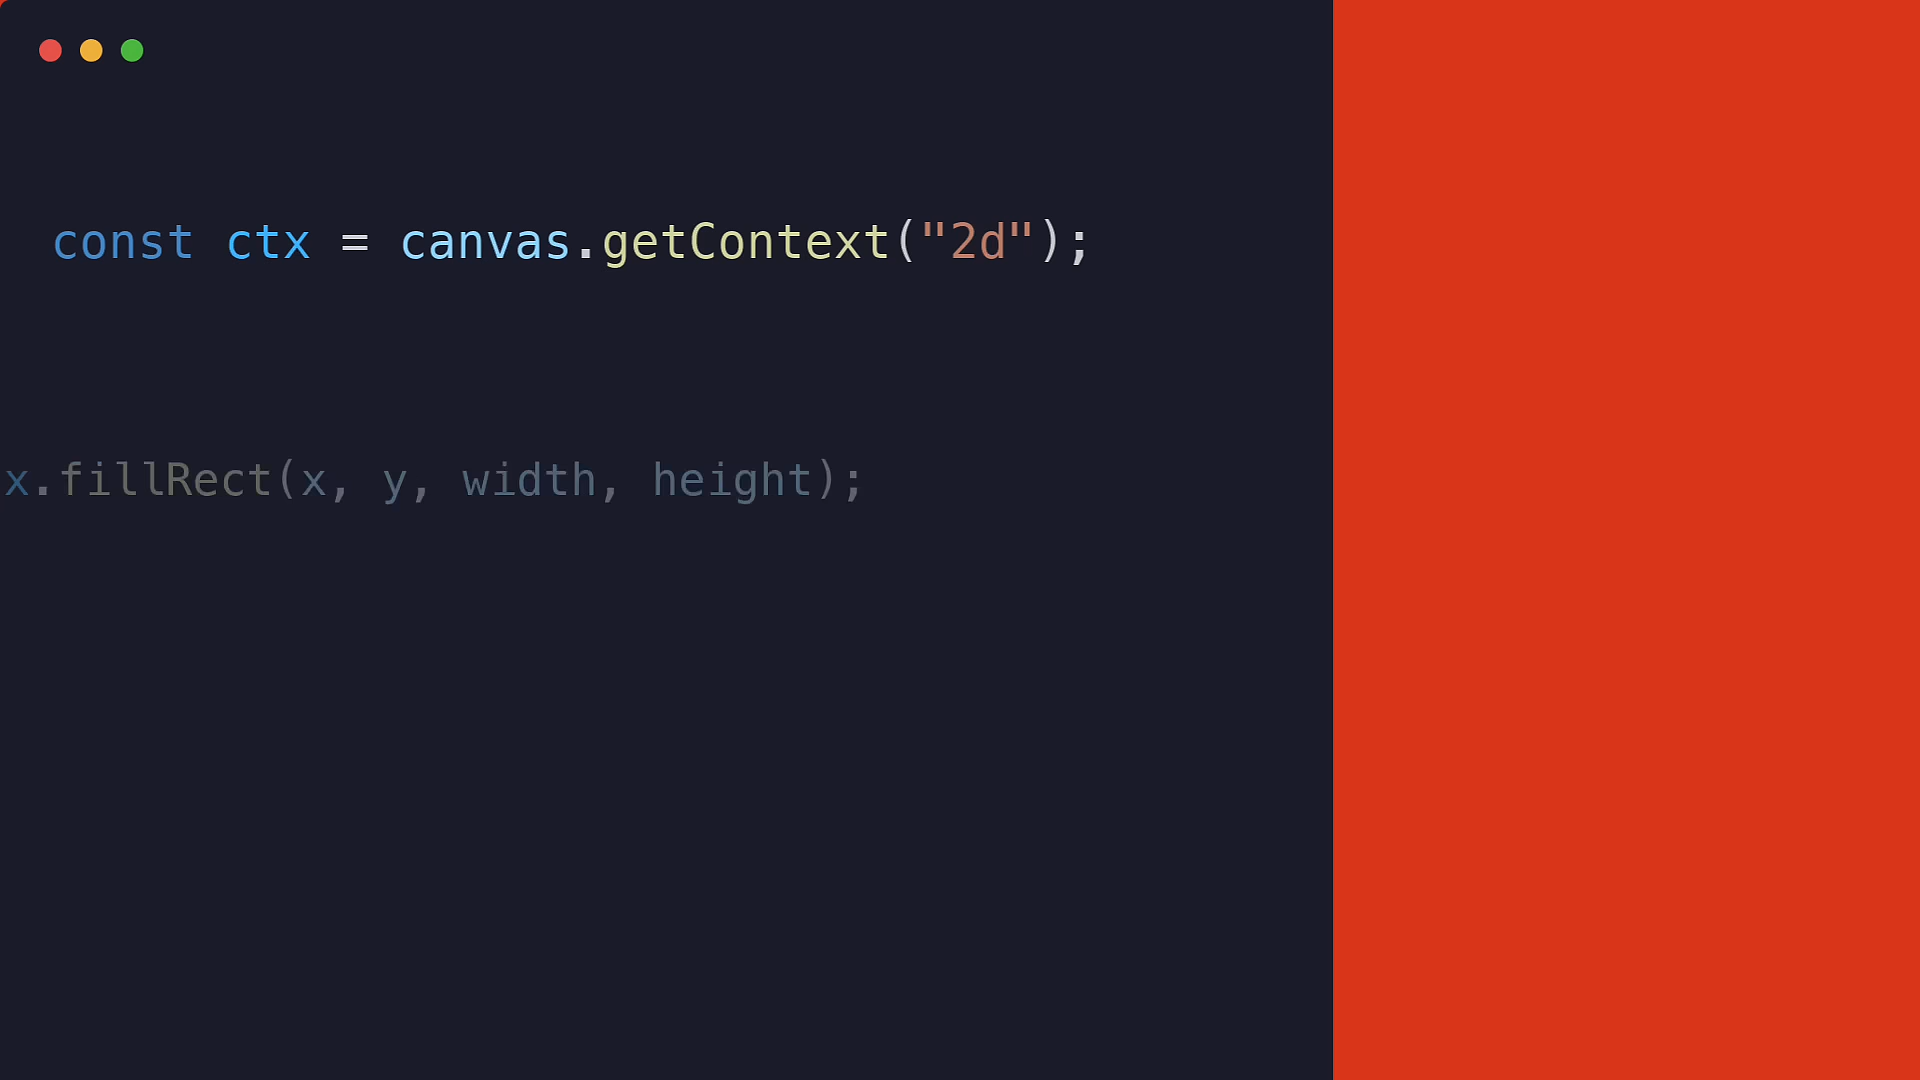 const ctx = canvas.getContext("2d");
x.fillRect(x, y, width, height);